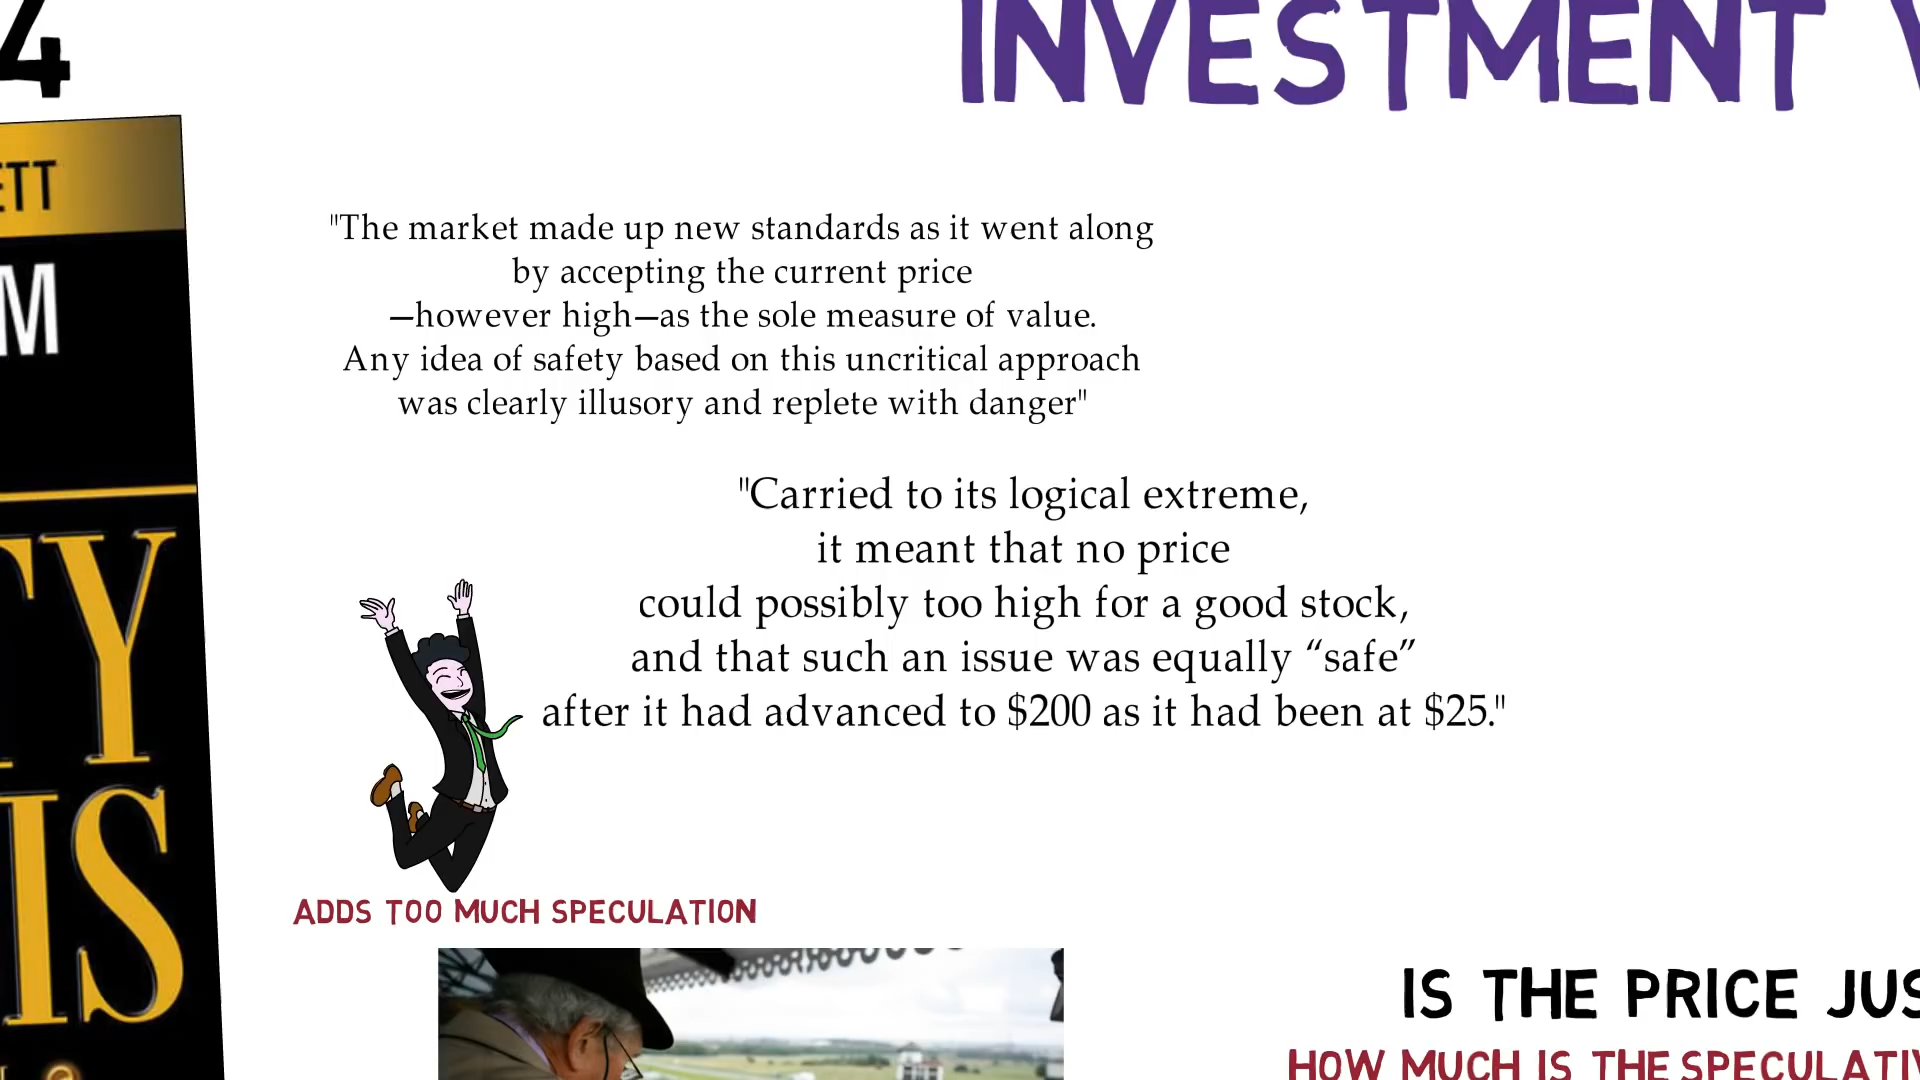 4
INVESTMENT
ETT
M
TY
IS
"The market made up new standards as it went along
by accepting the current price
—however high—as the sole measure of value.
Any idea of safety based on this uncritical approach
was clearly illusory and replete with danger"
"Carried to its logical extreme,
it meant that no price
could possibly too high for a good stock,
and that such an issue was equally “safe”
after it had advanced to $200 as it had been at $25."
ADDS TOO MUCH SPECULATION
IS THE PRICE JUS
HOW MUCH IS THE SPECULATIV